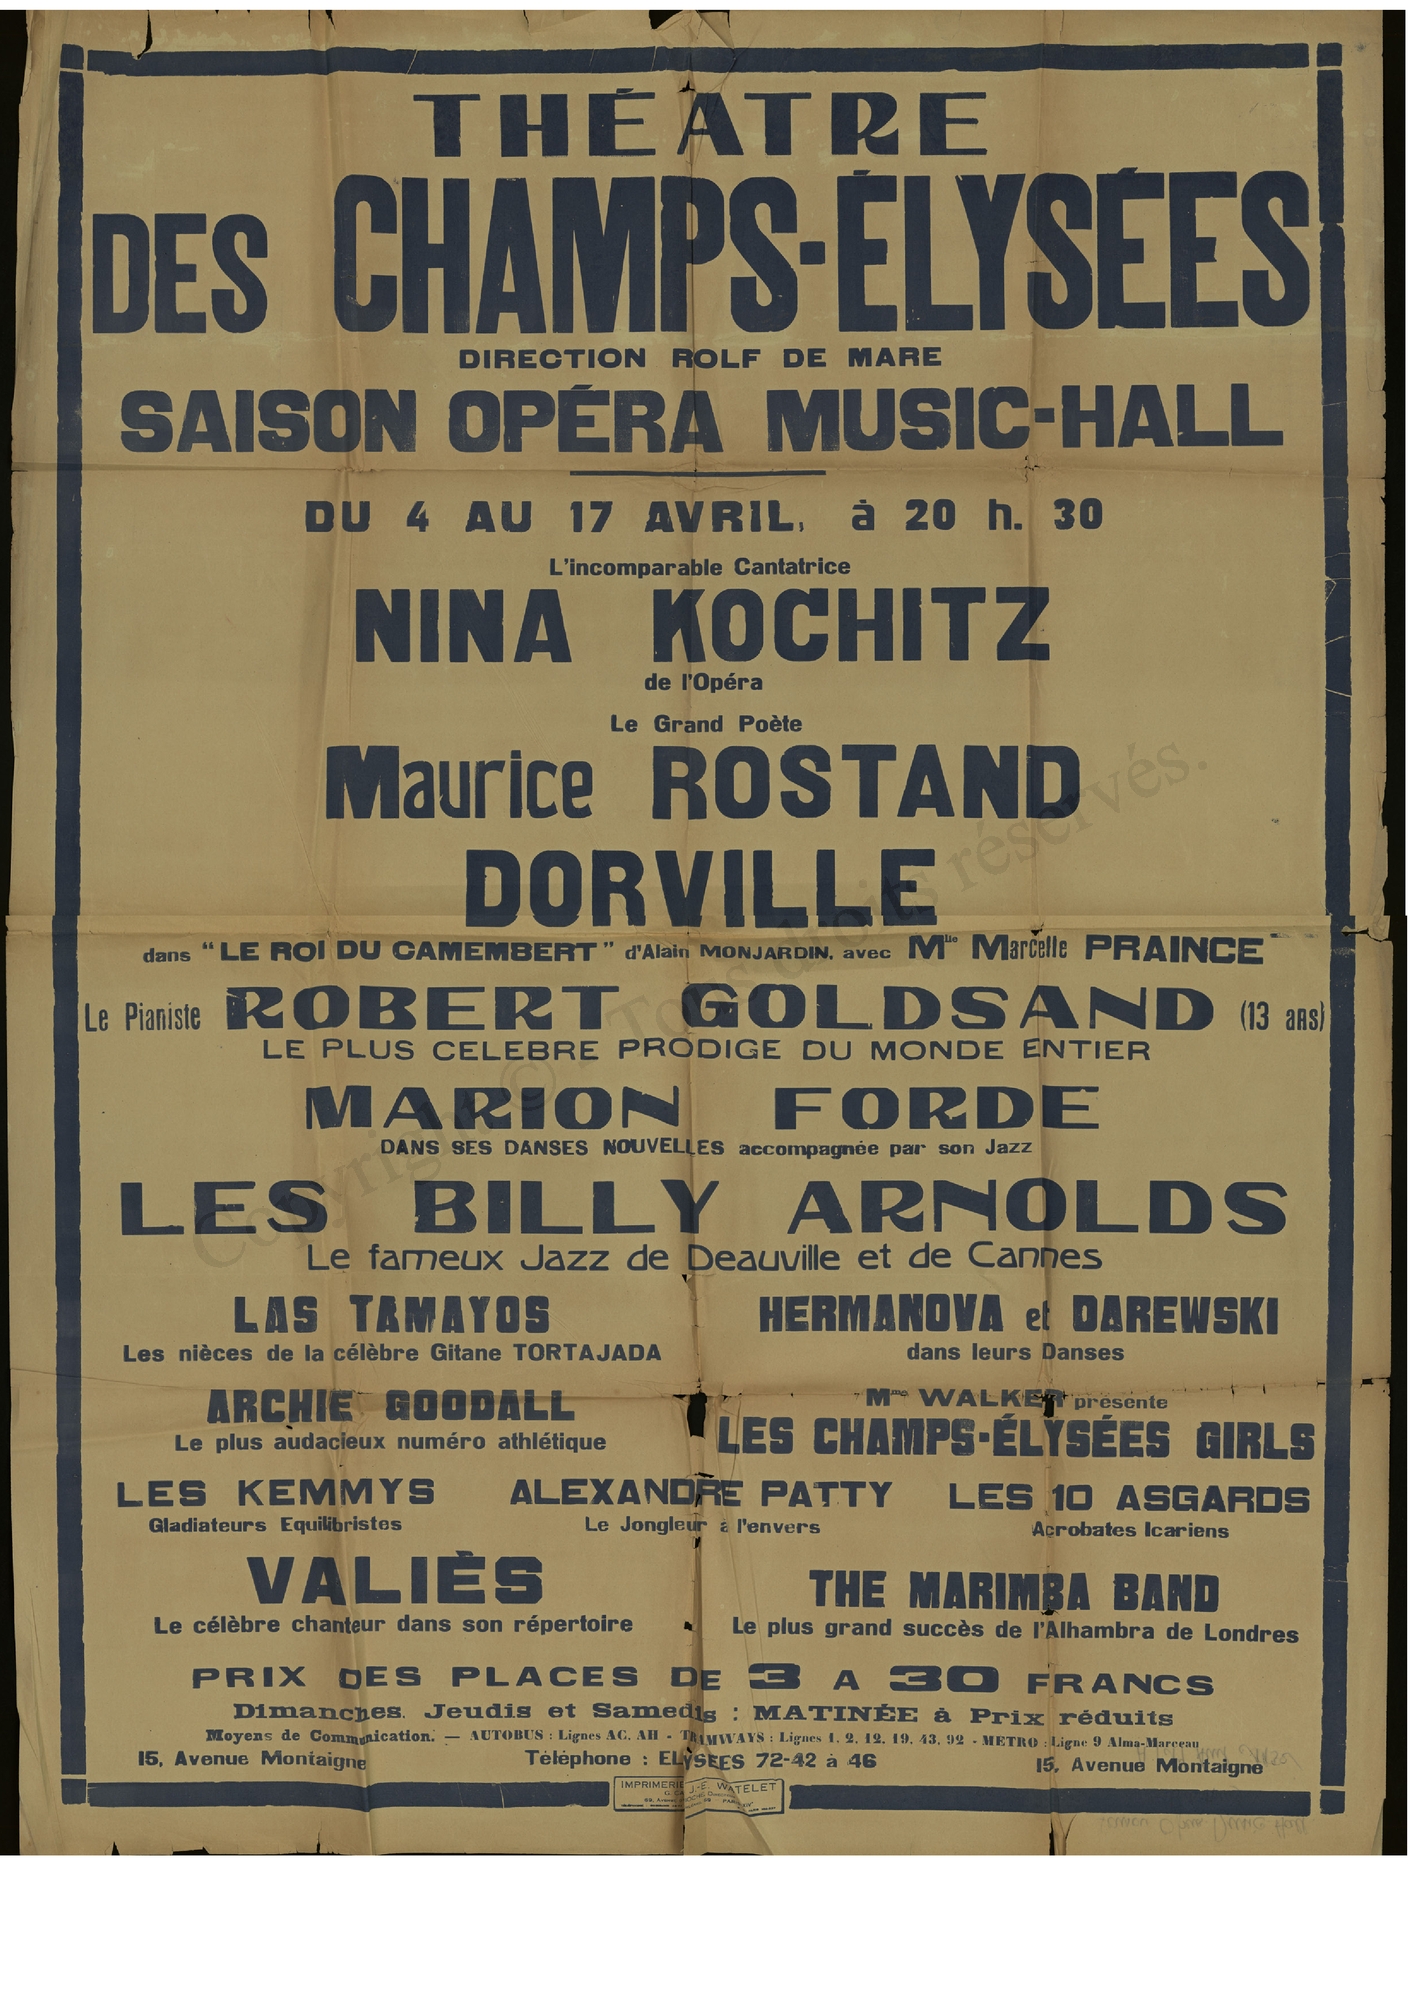 THÉATRE
DES CHAMPS-ÉLYSÉES
DIRECTION ROLF DE MARE
SAISON OPÉRA MUSIC-HALL
DU 4 AU 17 AVRIL, à 20 h. 30
L'incomparable Cantatrice
NINA KOCHITZ
de l'Opéra
Le Grand Poète
Maurice ROSTAND
DORVILLE
dans "LE ROI DU CAMEMBERT" d'Alain MONJARDIN, avec Mlle Marcelle PRAINCE
Le Pianiste ROBERT GOLDSAND (13 ans)
LE PLUS CELEBRE PRODIGE DU MONDE ENTIER
MARION FORDE
DANS SES DANSES NOUVELLES accompagnée par son Jazz
LES BILLY ARNOLDS
Le fameux Jazz de Deauville et de Cannes
LAS TAMAYOS
Les nièces de la célèbre Gitane TORTAJADA
HERMANOVA et DAREWSKI
dans leurs Danses
ARCHIE GOODALL
Le plus audacieux numéro athlétique
Mme WALKER présente
LES CHAMPS-ÉLYSÉES GIRLS
LES KEMMYS
Gladiateurs Equilibristes
ALEXANDRE PATTY
Le Jongleur à l'envers
LES 10 ASGARDS
Acrobates Icariens
VALIÈS
Le célèbre chanteur dans son répertoire
THE MARIMBA BAND
Le plus grand succès de l'Alhambra de Londres
PRIX DES PLACES DE 3 A 30 FRANCS
Dimanches, Jeudis et Samedis : MATINÉE à Prix réduits
Moyens de Communication. — AUTOBUS : Lignes AC, AH - TRAMWAYS : Lignes 1, 2, 12, 19, 43, 92 - METRO : Ligne 9 Alma-Marceau
15, Avenue Montaigne Téléphone : ELYSEES 72-42 à 46 15, Avenue Montaigne
IMPRIMERIE J.-E. WATELET
Copyright © Tous droits réservés.